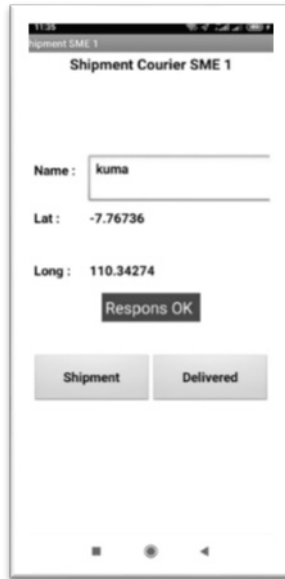 11:35
hipment SME 1
Shipment Courier SME 1
Name : kuma
Lat : -7.76736
Long : 110.34274
Respons OK
Shipment Delivered